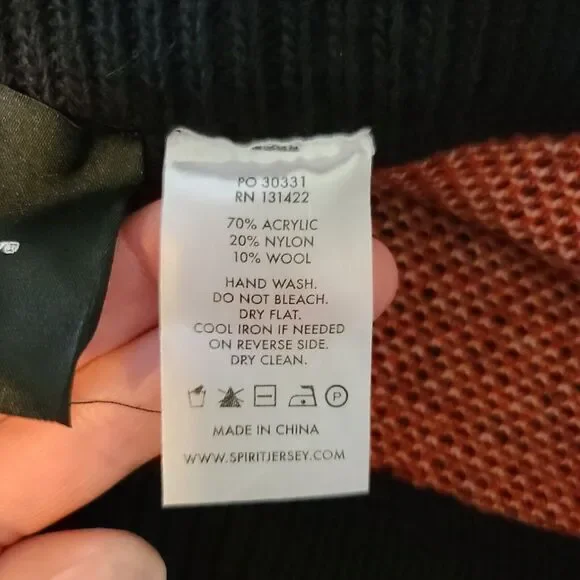 PO 30331
RN 131422
70% ACRYLIC
20% NYLON
10% WOOL
HAND WASH.
DO NOT BLEACH.
DRY FLAT.
COOL IRON IF NEEDED
ON REVERSE SIDE.
DRY CLEAN.
P
MADE IN CHINA
WWW.SPIRITJERSEY.COM